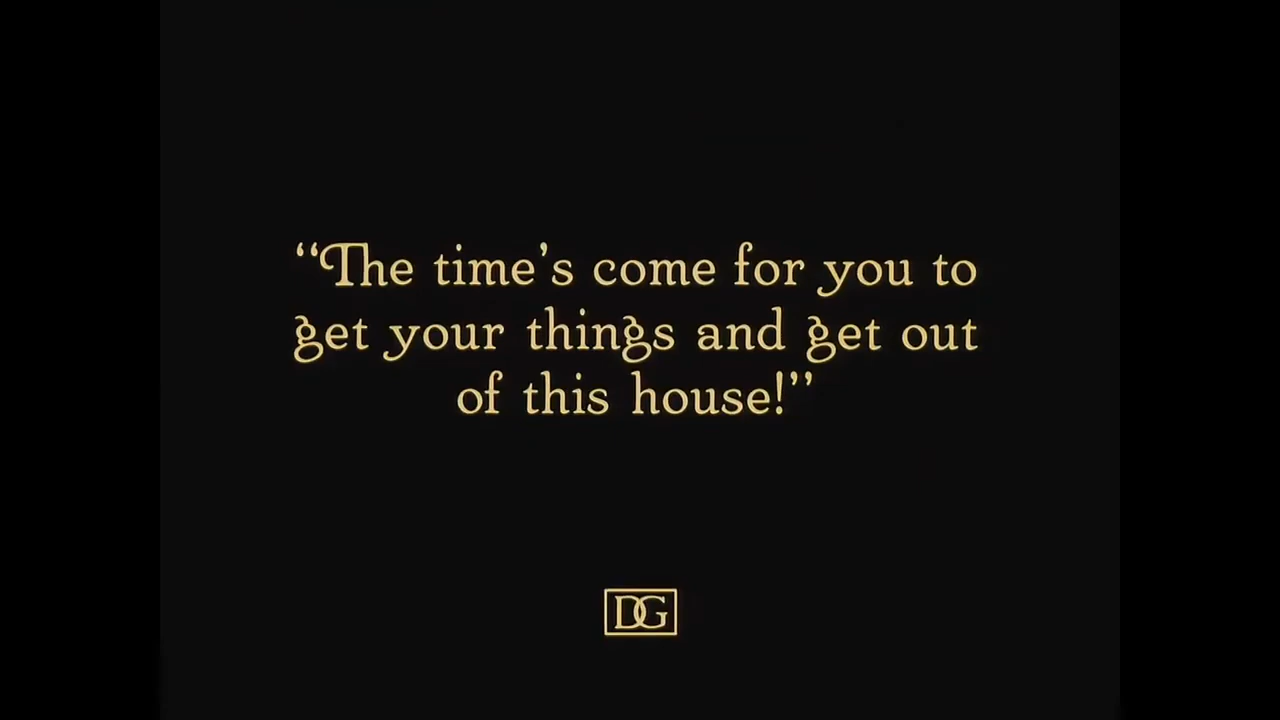 “The time’s come for you to
get your things and get out
of this house!”
DG